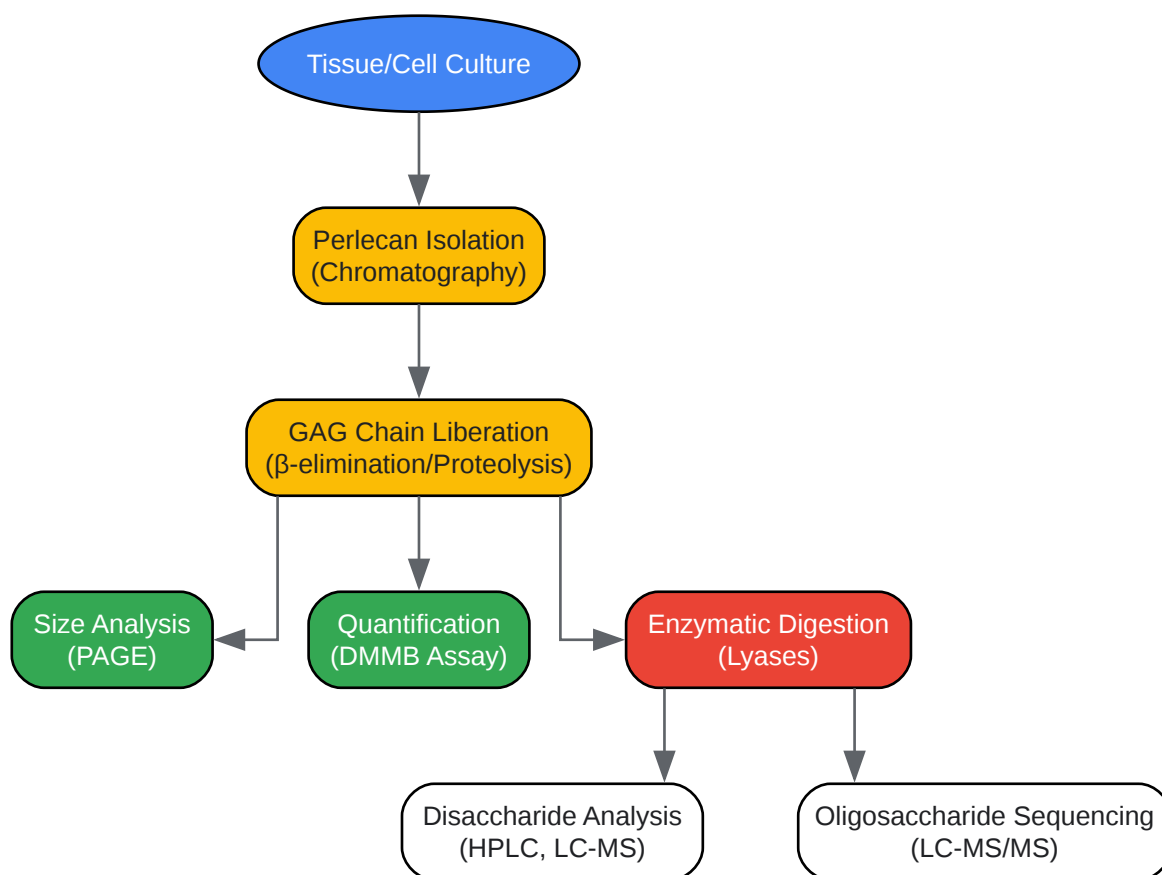 Tissue/Cell Culture
Perlecan Isolation
(Chromatography)
GAG Chain Liberation
(β-elimination/Proteolysis)
Size Analysis
(PAGE)
Quantification
(DMMB Assay)
Enzymatic Digestion
(Lyases)
Disaccharide Analysis
(HPLC, LC-MS)
Oligosaccharide Sequencing
(LC-MS/MS)